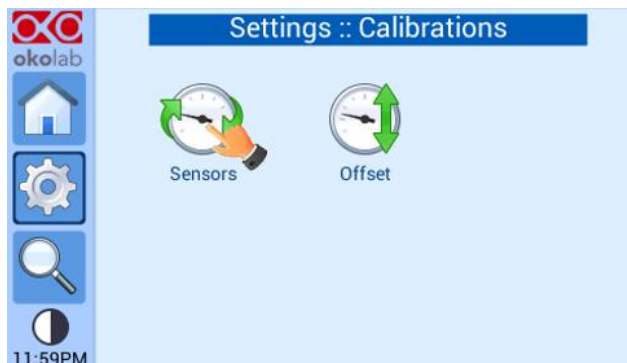 Settings :: Calibrations
okolab
Sensors
Offset
11:59PM